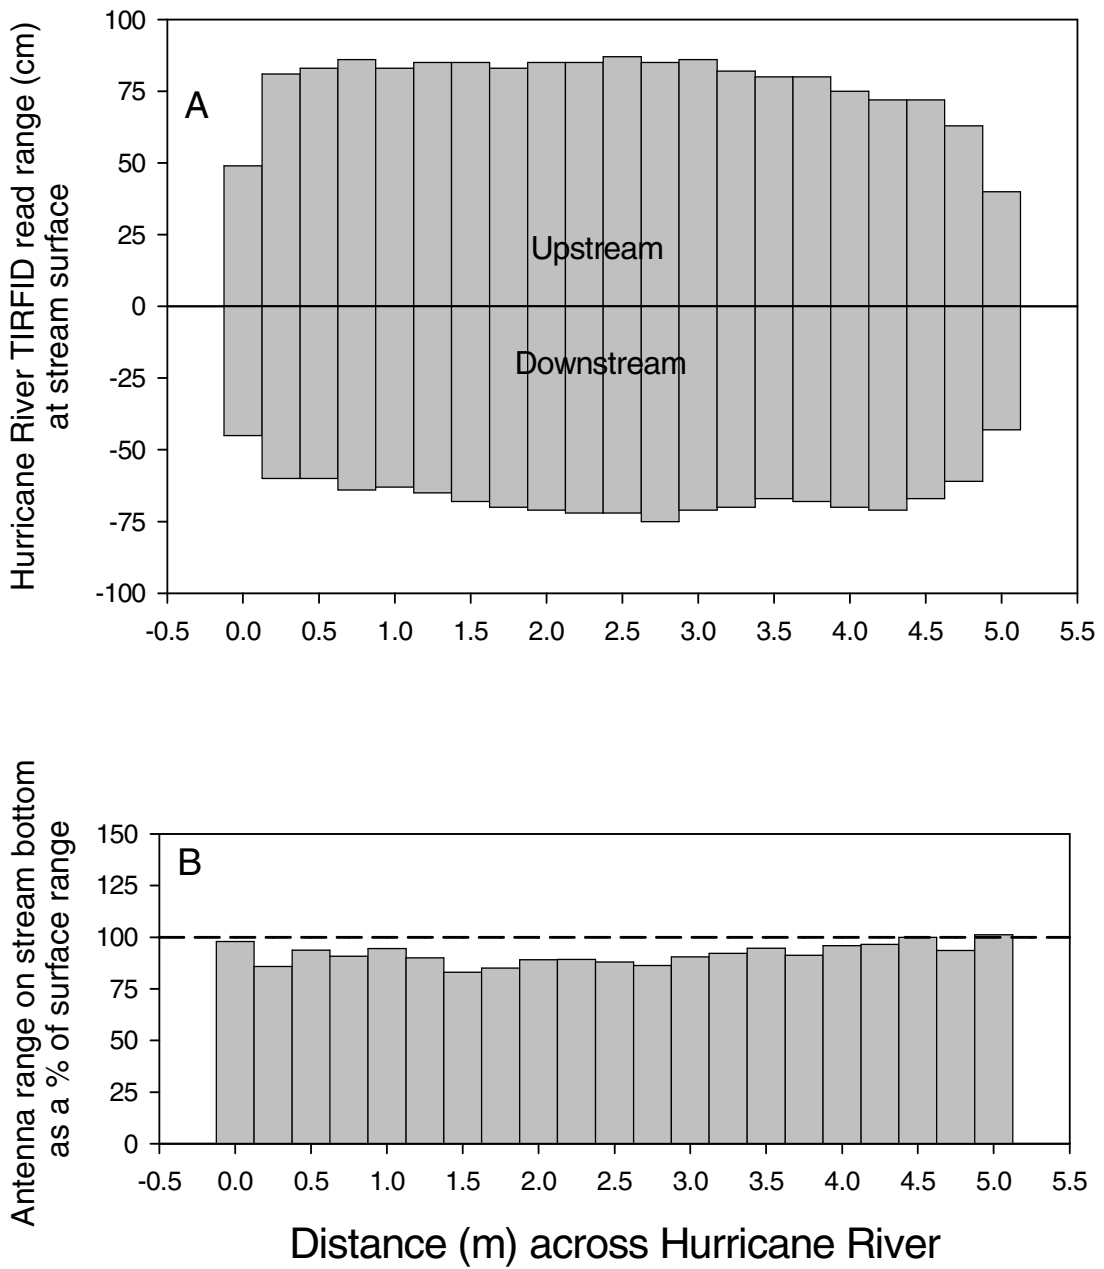 Hurricane River TIRFID read range (cm)
at stream surface
100
75
50
25
0
-25
-50
-75
-100
A
Upstream
Downstream
-0.5 0.0 0.5 1.0 1.5 2.0 2.5 3.0 3.5 4.0 4.5 5.0 5.5
Antenna range on stream bottom
as a % of surface range
150
125
100
75
50
25
0
B
-0.5 0.0 0.5 1.0 1.5 2.0 2.5 3.0 3.5 4.0 4.5 5.0 5.5
Distance (m) across Hurricane River